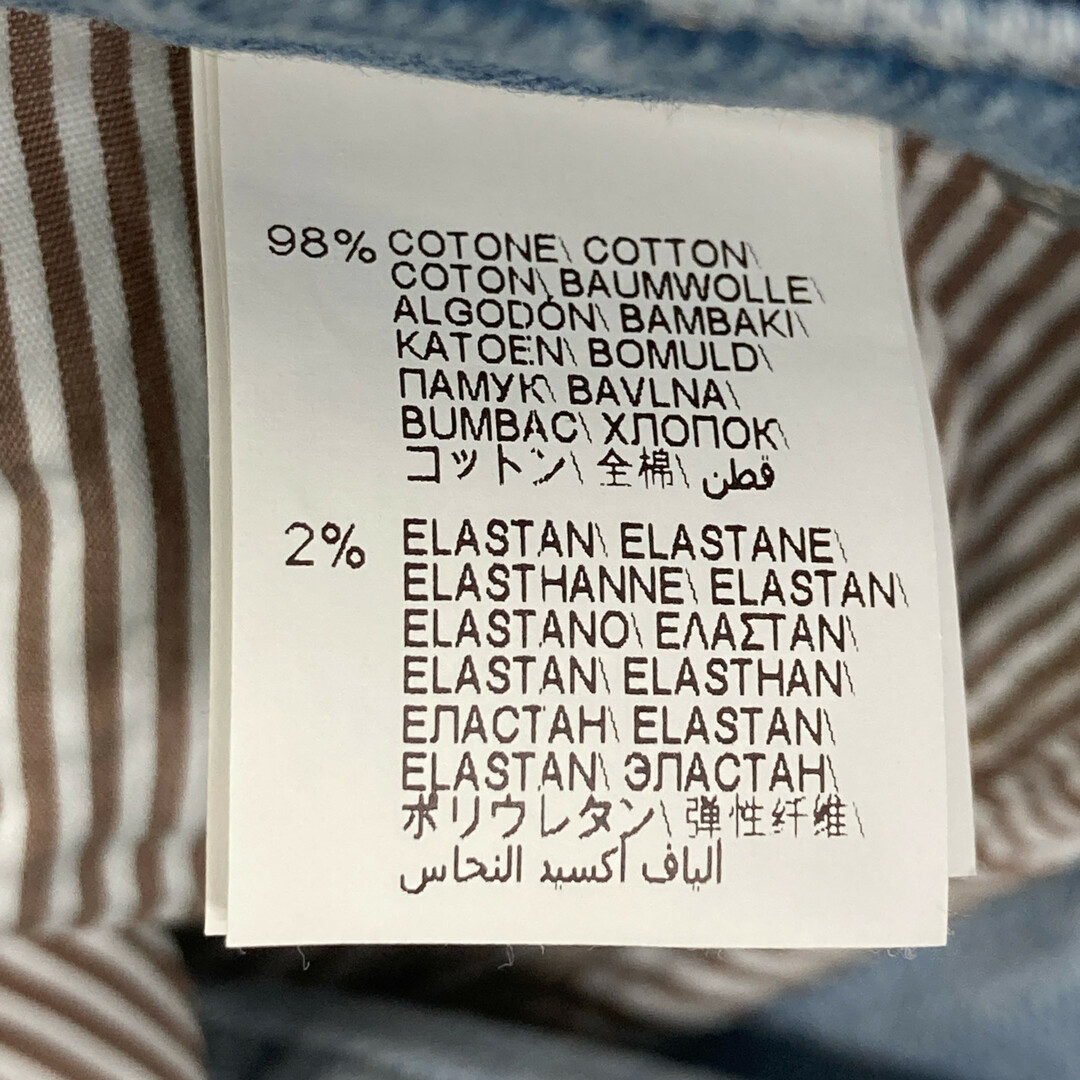 98% COTONE\ COTTON\
COTON\ BAUMWOLLE\
ALGODÓN\ BAMBAKI\
KATOEN\ BOMULD\
ПАМУК\ BAVLNA\
BUMBAC\ ХЛОПОК\
コットン\ 全棉\ قطن
2% ELASTAN\ ELASTANE\
ELASTHANNE\ ELASTAN\
ELASTANO\ ΕΛΑΣΤΑΝ\
ELASTAN\ ELASTHAN\
ЕЛАСТАН\ ELASTAN\
ELASTAN\ ЭЛАСТАН\
ポリウレタン\ 弹性纤维\
الياف اكسيد النحاس